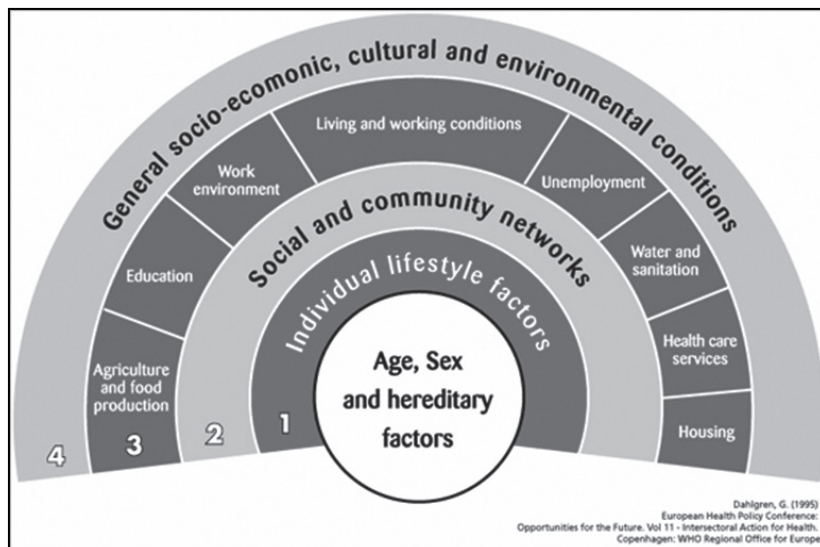 General socio-ecomonic, cultural and environmental conditions
Living and working conditions
Work
environment
Unemployment
Education
Water and
sanitation
Agriculture
and food
production
Health care
services
Housing
Social and community networks
Individual lifestyle factors
Age, Sex
and hereditary
factors
4
3
2
1
Dahlgren, G. (1995)
European Health Policy Conference:
Opportunities for the Future. Vol 11 - Intersectoral Action for Health.
Copenhagen: WHO Regional Office for Europe